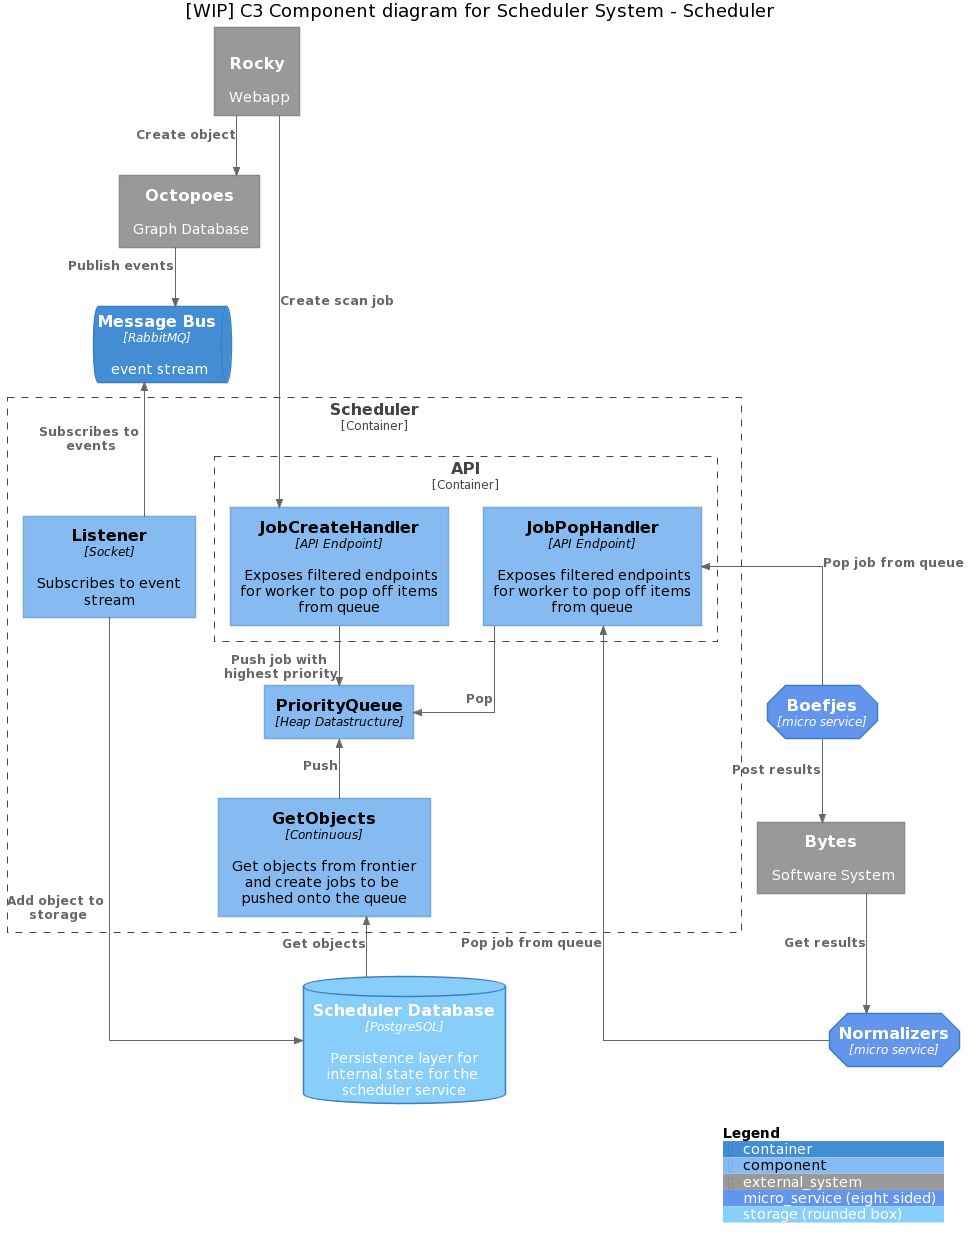 [WIP] C3 Component diagram for Scheduler System - Scheduler
Rocky
Webapp
Create object
Octopoes
Graph Database
Publish events
Create scan job
Message Bus
[RabbitMQ]
event stream
Scheduler
[Container]
Subscribes to
events
API
[Container]
Listener
[Socket]
Subscribes to event
stream
JobCreateHandler
[API Endpoint]
Exposes filtered endpoints
for worker to pop off items
from queue
JobPopHandler
[API Endpoint]
Exposes filtered endpoints
for worker to pop off items
from queue
Pop job from queue
Push job with
highest priority
Pop
PriorityQueue
[Heap Datastructure]
Boefjes
[micro service]
Push
Post results
GetObjects
[Continuous]
Get objects from frontier
and create jobs to be
pushed onto the queue
Bytes
Software System
Add object to
storage
Get objects
Pop job from queue
Get results
Scheduler Database
[PostgreSQL]
Persistence layer for
internal state for the
scheduler service
Normalizers
[micro service]
Legend
container
component
external_system
micro_service (eight sided)
storage (rounded box)